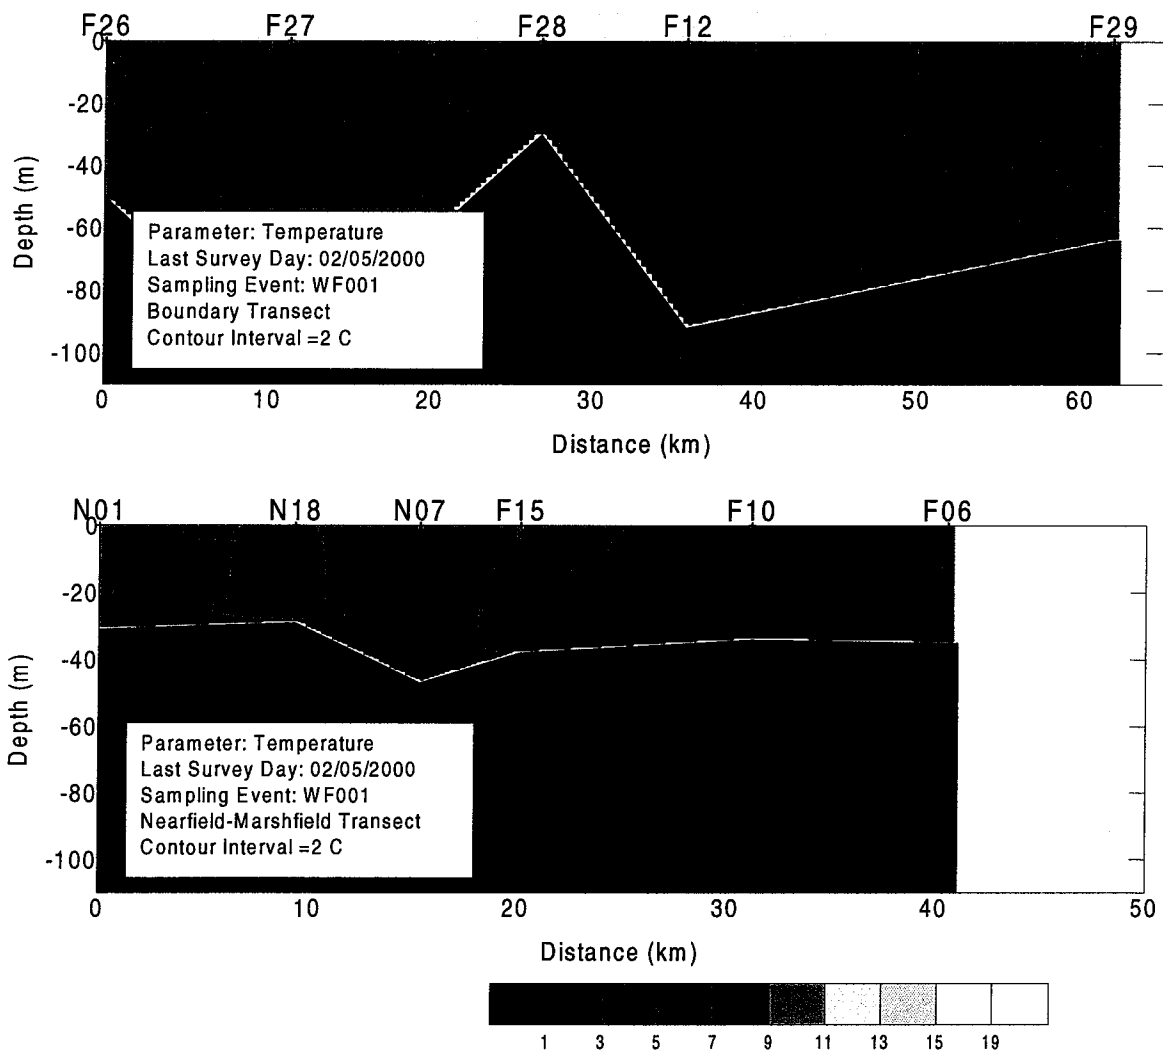 F26 F27 F28 F12 F29
0
-20
-40
-60
-80
-100
Depth (m)
Parameter: Temperature
Last Survey Day: 02/05/2000
Sampling Event: WF001
Boundary Transect
Contour Interval =2 C
0 10 20 30 40 50 60
Distance (km)
N01 N18 N07 F15 F10 F06
0
-20
-40
-60
-80
-100
Depth (m)
Parameter: Temperature
Last Survey Day: 02/05/2000
Sampling Event: WF001
Nearfield-Marshfield Transect
Contour Interval =2 C
0 10 20 30 40 50
Distance (km)
1 3 5 7 9 11 13 15 19